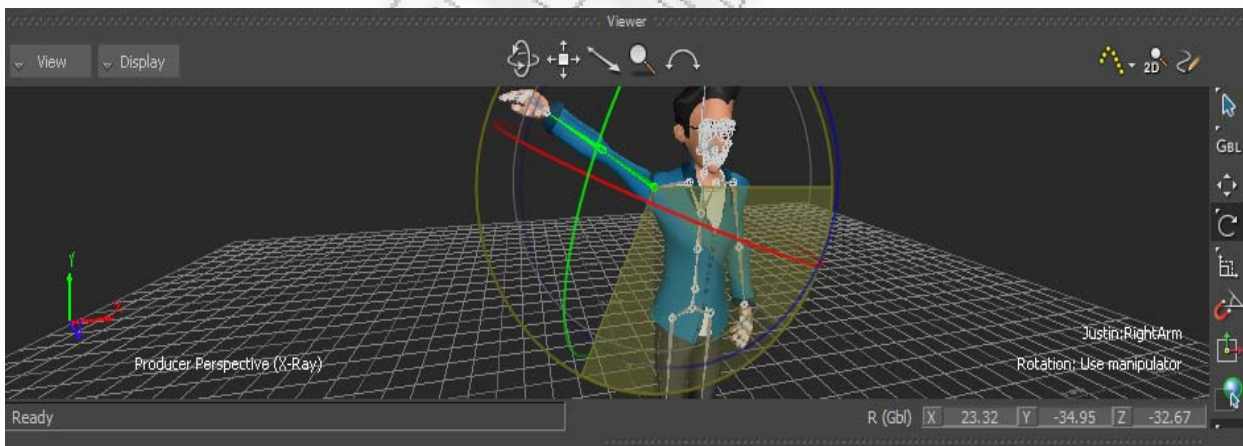 Viewer
View Display
2D
GBL
Y
X
Justin:RightArm
Producer Perspective (X-Ray)
Rotation: Use manipulator
Ready
R (Gbl) X 23.32 Y -34.95 Z -32.67